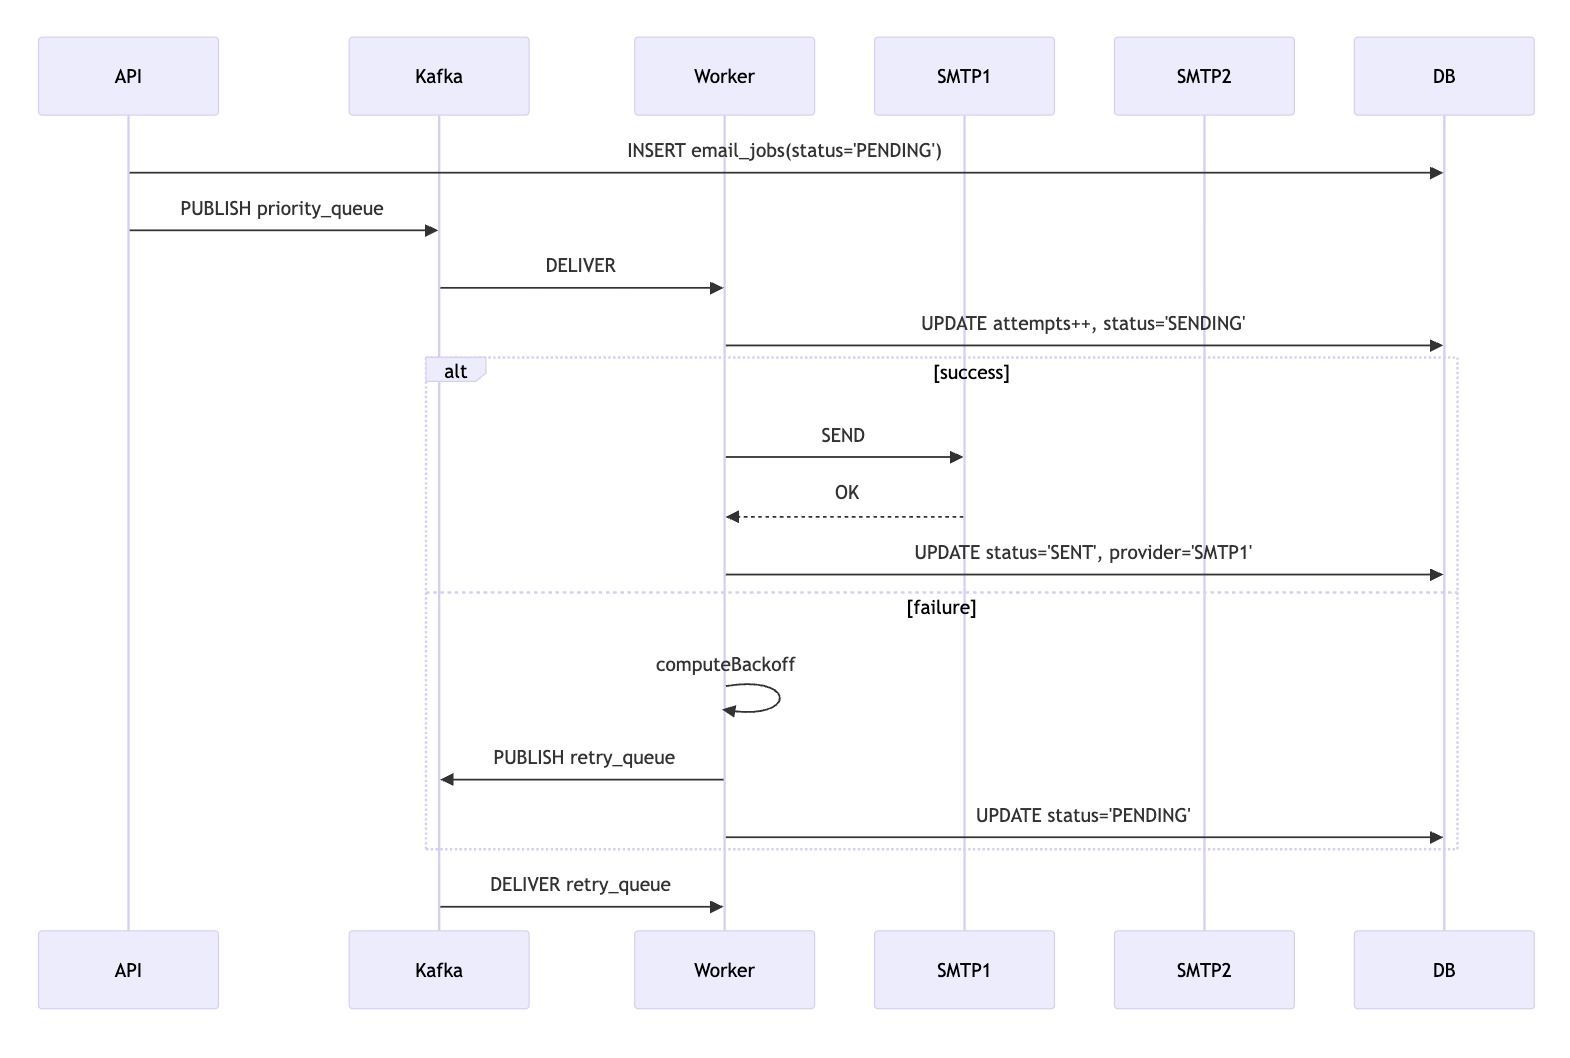 API
Kafka
Worker
SMTP1
SMTP2
DB
INSERT email_jobs(status='PENDING')
PUBLISH priority_queue
DELIVER
UPDATE attempts++, status='SENDING'
alt
[success]
SEND
OK
UPDATE status='SENT', provider='SMTP1'
[failure]
computeBackoff
PUBLISH retry_queue
UPDATE status='PENDING'
DELIVER retry_queue
API
Kafka
Worker
SMTP1
SMTP2
DB